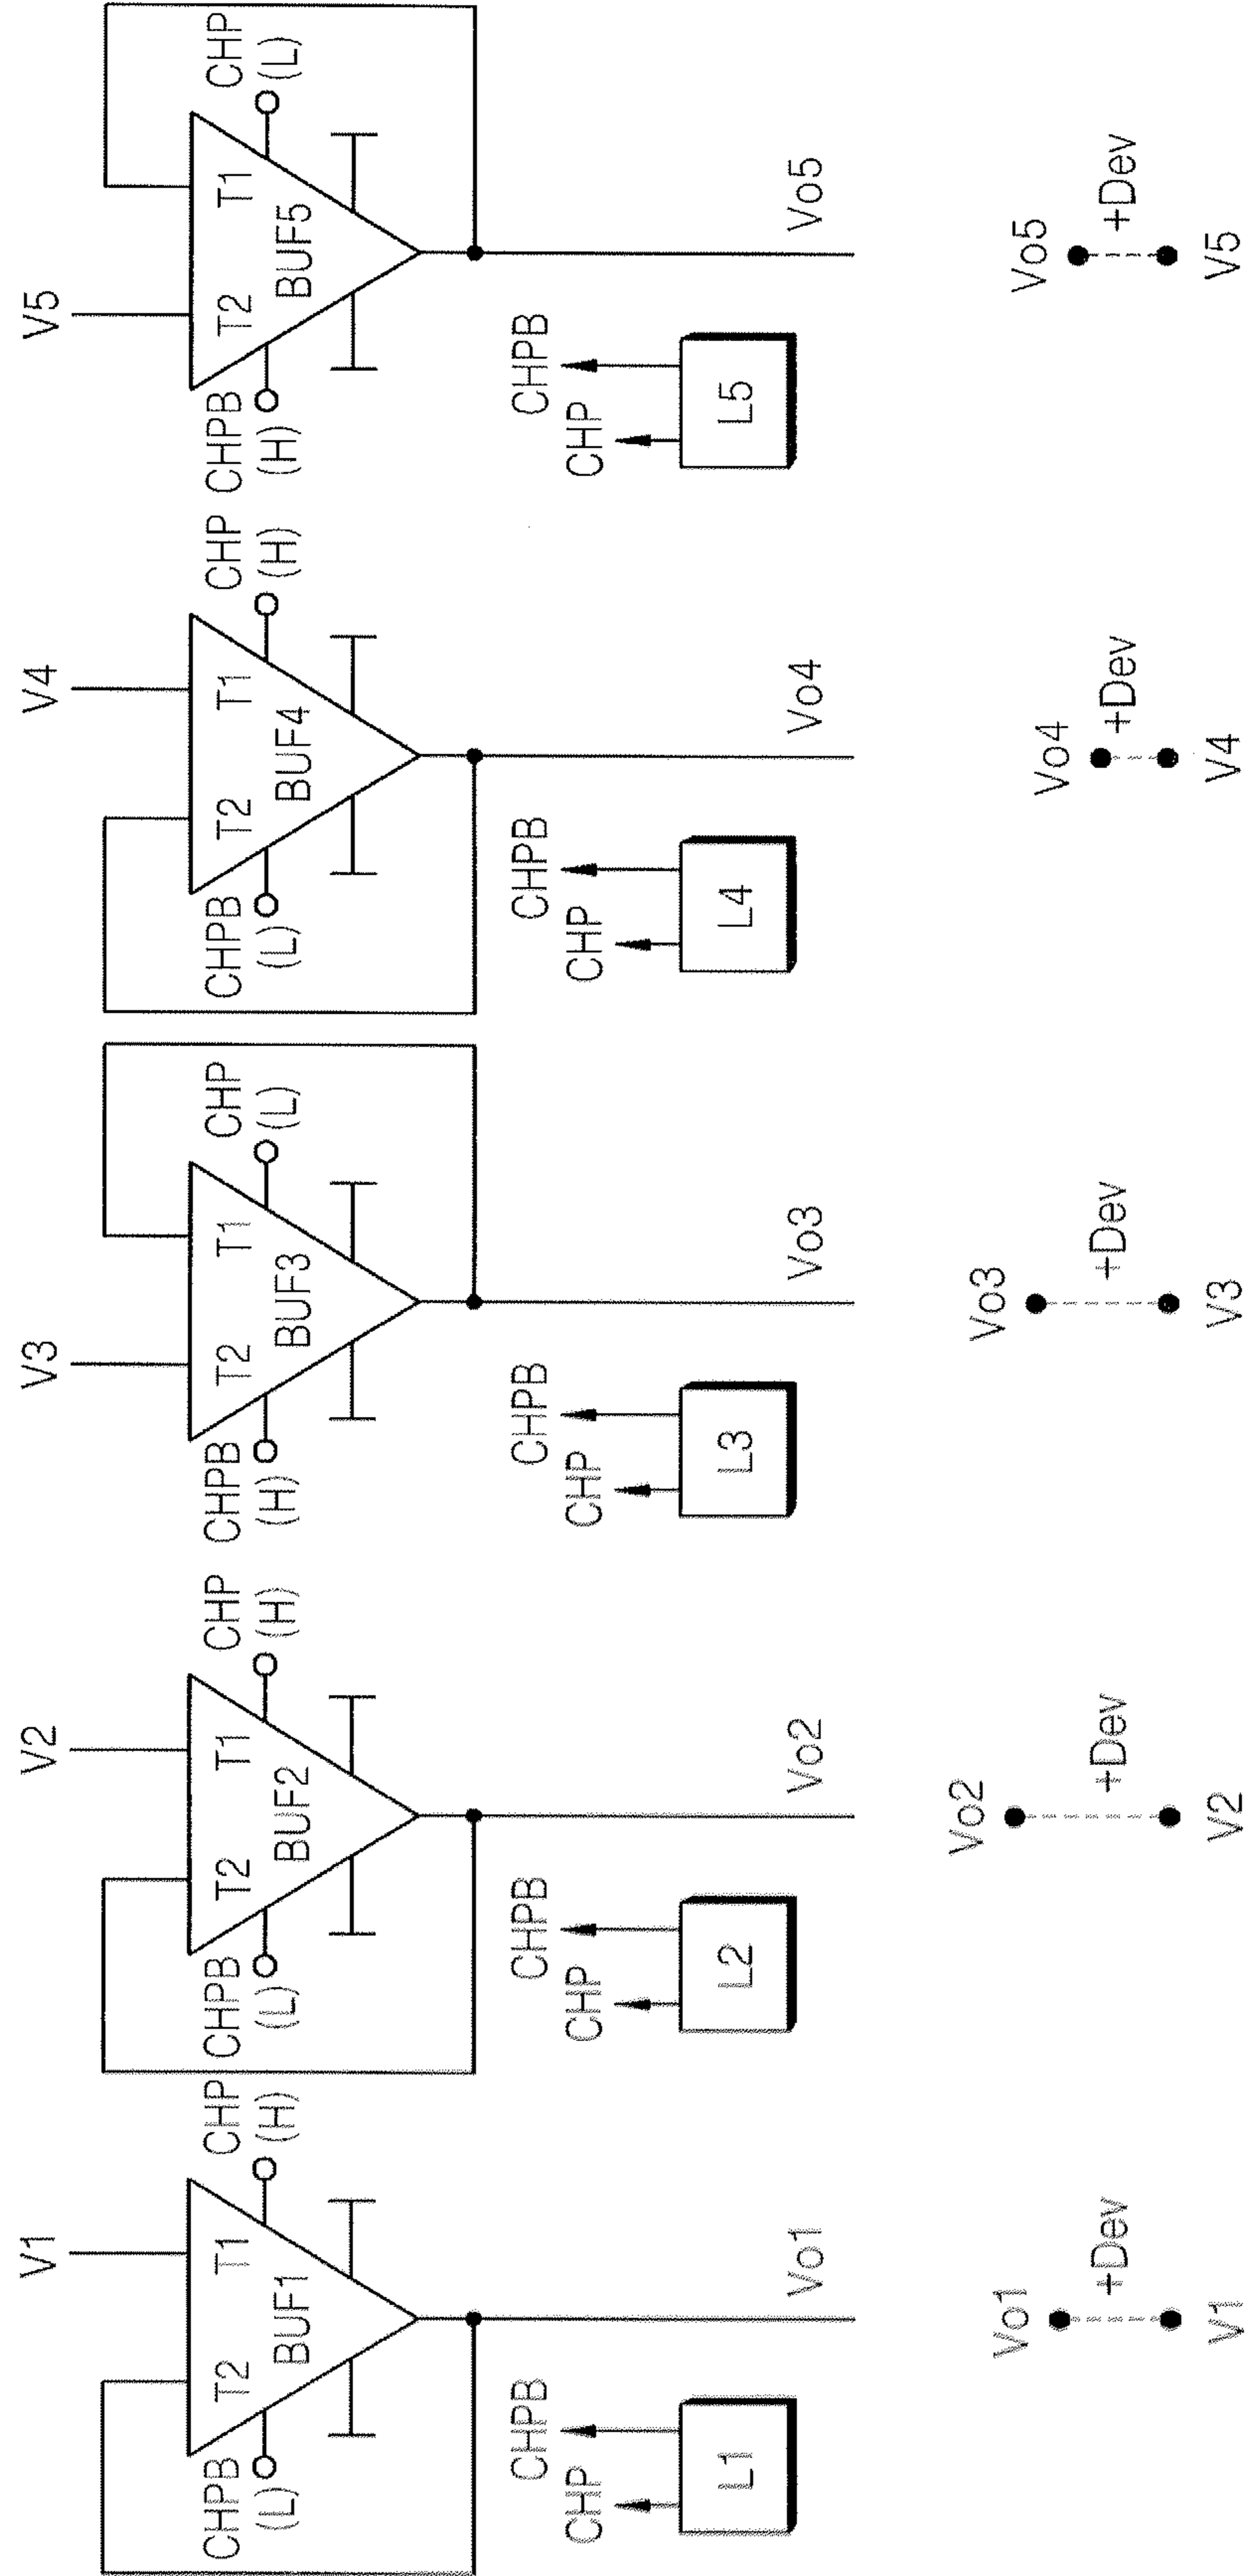 V1
T1
T2
BUF1
CHP
(H)
CHPB
(L)
CHPB
CHP
L1
Vo1
Vo1
+Dev
V1
V2
T1
T2
BUF2
CHP
(H)
CHPB
(L)
CHPB
CHP
L2
Vo2
Vo2
+Dev
V2
V3
T1
T2
BUF3
CHP
(L)
CHPB
(H)
CHPB
CHP
L3
Vo3
Vo3
+Dev
V3
V4
T1
T2
BUF4
CHP
(H)
CHPB
(L)
CHPB
CHP
L4
Vo4
Vo4
+Dev
V4
V5
T1
T2
BUF5
CHP
(L)
CHPB
(H)
CHPB
CHP
L5
Vo5
Vo5
+Dev
V5